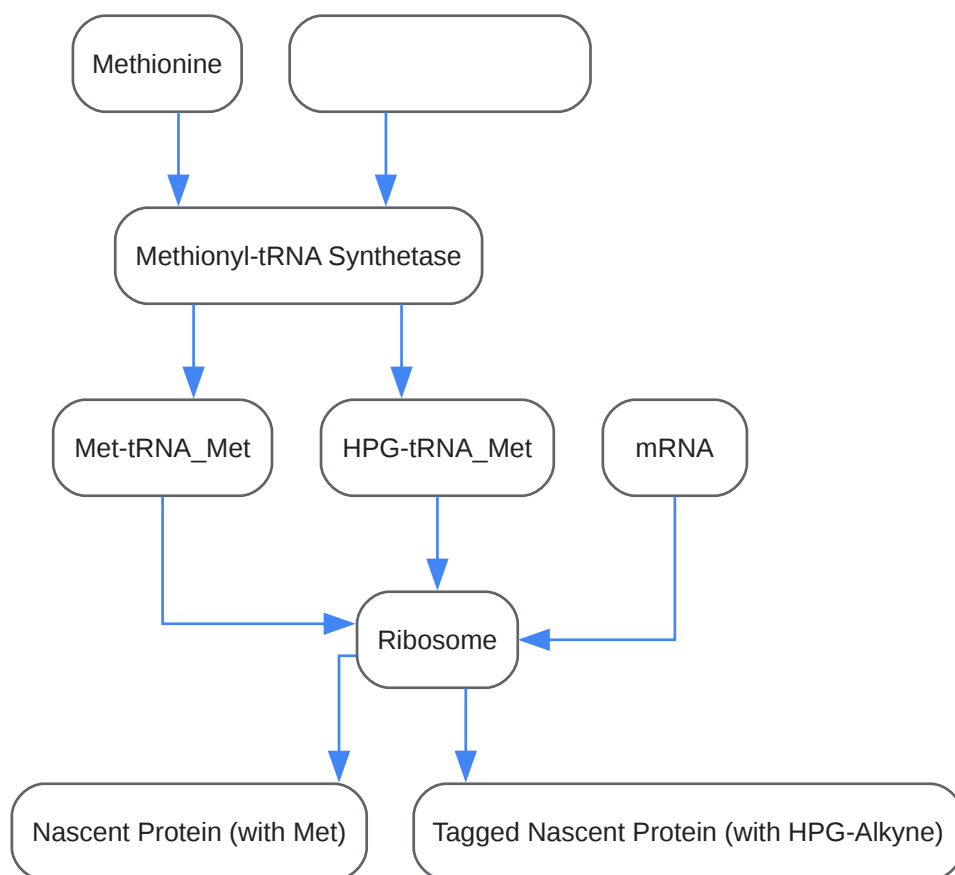 Methionine
Methionyl-tRNA Synthetase
Met-tRNA_Met
HPG-tRNA_Met
mRNA
Ribosome
Nascent Protein (with Met)
Tagged Nascent Protein (with HPG-Alkyne)